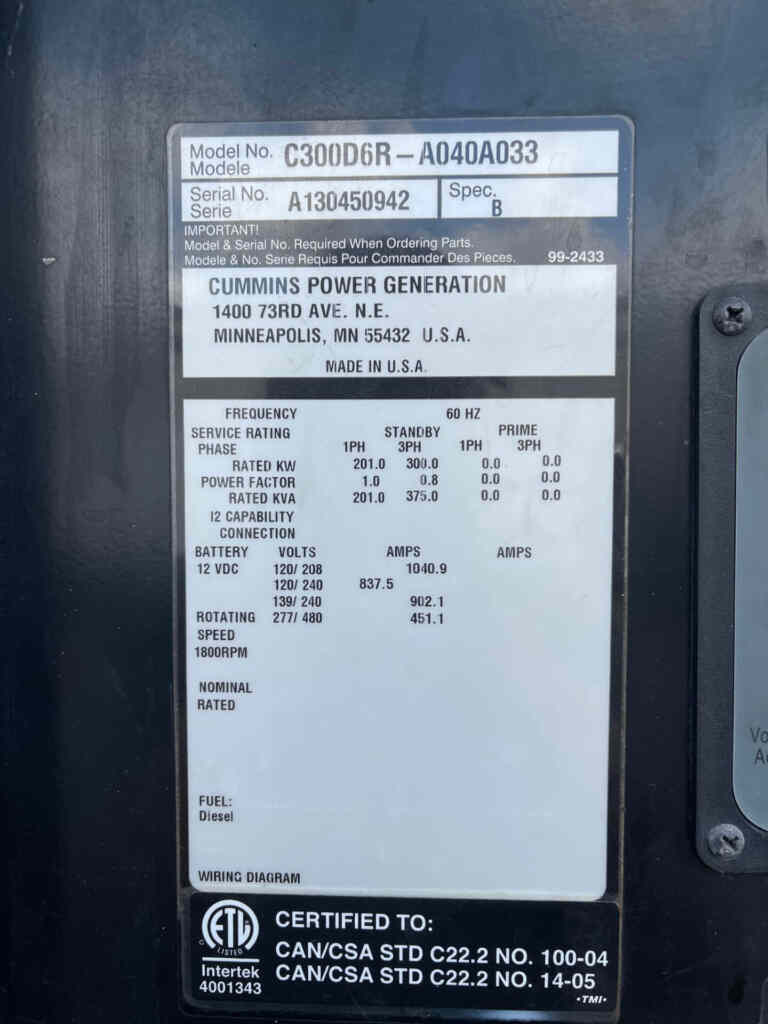 Model No. C300D6R-A040A033
Modele
Serial No. A130450942 Spec. B
Serie
IMPORTANT!
Model & Serial No. Required When Ordering Parts.
Modele & No. Serie Requis Pour Commander Des Pieces. 99-2433
CUMMINS POWER GENERATION
1400 73RD AVE. N.E.
MINNEAPOLIS, MN 55432 U.S.A.
MADE IN U.S.A.
FREQUENCY 60 HZ
SERVICE RATING STANDBY PRIME
PHASE 1PH 3PH 1PH 3PH
RATED KW 201.0 300.0 0.0 0.0
POWER FACTOR 1.0 0.8 0.0 0.0
RATED KVA 201.0 375.0 0.0 0.0
I2 CAPABILITY
CONNECTION
BATTERY VOLTS AMPS AMPS
12 VDC 120/ 208 1040.9
120/ 240 837.5
139/ 240 902.1
ROTATING 277/ 480 451.1
SPEED
1800RPM
NOMINAL
RATED
FUEL:
Diesel
WIRING DIAGRAM
ETL
C LISTED
Intertek
4001343
CERTIFIED TO:
CAN/CSA STD C22.2 NO. 100-04
CAN/CSA STD C22.2 NO. 14-05
•TMI•
Vo